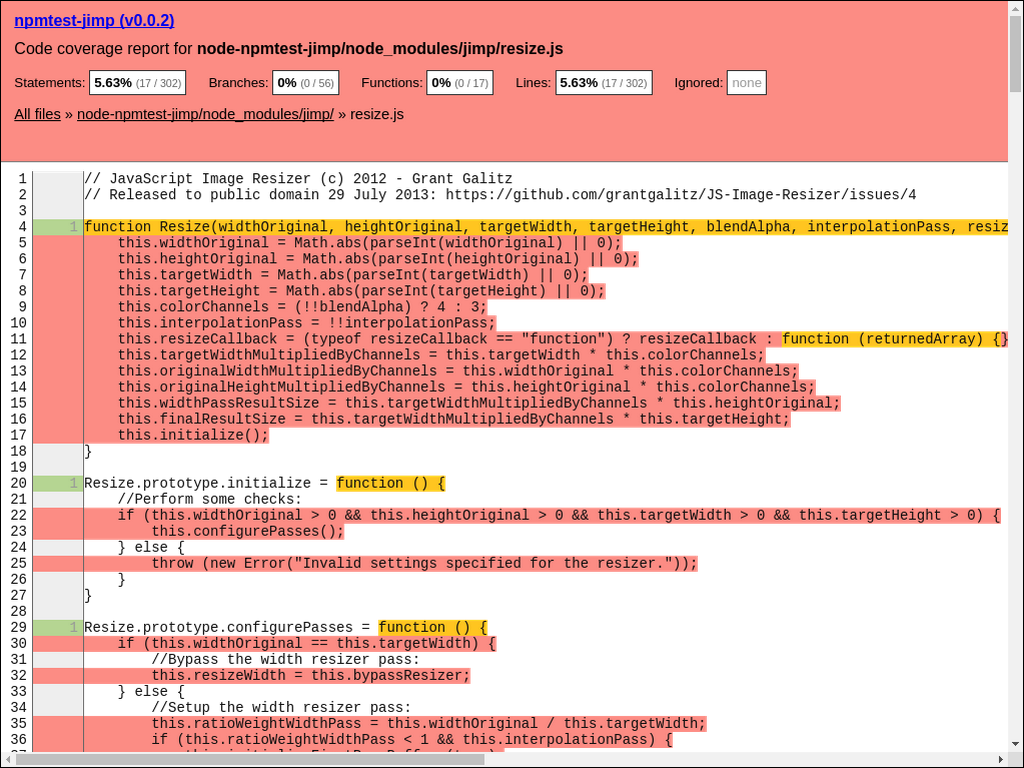 npmtest-jimp (v0.0.2)
Code coverage report for node-npmtest-jimp/node_modules/jimp/resize.js
Statements: 5.63% (17 / 302) Branches: 0% (0 / 56) Functions: 0% (0 / 17) Lines: 5.63% (17 / 302) Ignored: none
All files » node-npmtest-jimp/node_modules/jimp/ » resize.js
1 // JavaScript Image Resizer (c) 2012 - Grant Galitz
2 // Released to public domain 29 July 2013: https://github.com/grantgalitz/JS-Image-Resizer/issues/4
3
4 1 function Resize(widthOriginal, heightOriginal, targetWidth, targetHeight, blendAlpha, interpolationPass, resiz
5 this.widthOriginal = Math.abs(parseInt(widthOriginal) || 0);
6 this.heightOriginal = Math.abs(parseInt(heightOriginal) || 0);
7 this.targetWidth = Math.abs(parseInt(targetWidth) || 0);
8 this.targetHeight = Math.abs(parseInt(targetHeight) || 0);
9 this.colorChannels = (!!blendAlpha) ? 4 : 3;
10 this.interpolationPass = !!interpolationPass;
11 this.resizeCallback = (typeof resizeCallback == "function") ? resizeCallback : function (returnedArray) {}
12 this.targetWidthMultipliedByChannels = this.targetWidth * this.colorChannels;
13 this.originalWidthMultipliedByChannels = this.widthOriginal * this.colorChannels;
14 this.originalHeightMultipliedByChannels = this.heightOriginal * this.colorChannels;
15 this.widthPassResultSize = this.targetWidthMultipliedByChannels * this.heightOriginal;
16 this.finalResultSize = this.targetWidthMultipliedByChannels * this.targetHeight;
17 this.initialize();
18 }
19
20 1 Resize.prototype.initialize = function () {
21 //Perform some checks:
22 if (this.widthOriginal > 0 && this.heightOriginal > 0 && this.targetWidth > 0 && this.targetHeight > 0) {
23 this.configurePasses();
24 } else {
25 throw (new Error("Invalid settings specified for the resizer."));
26 }
27 }
28
29 1 Resize.prototype.configurePasses = function () {
30 if (this.widthOriginal == this.targetWidth) {
31 //Bypass the width resizer pass:
32 this.resizeWidth = this.bypassResizer;
33 } else {
34 //Setup the width resizer pass:
35 this.ratioWeightWidthPass = this.widthOriginal / this.targetWidth;
36 if (this.ratioWeightWidthPass < 1 && this.interpolationPass) {